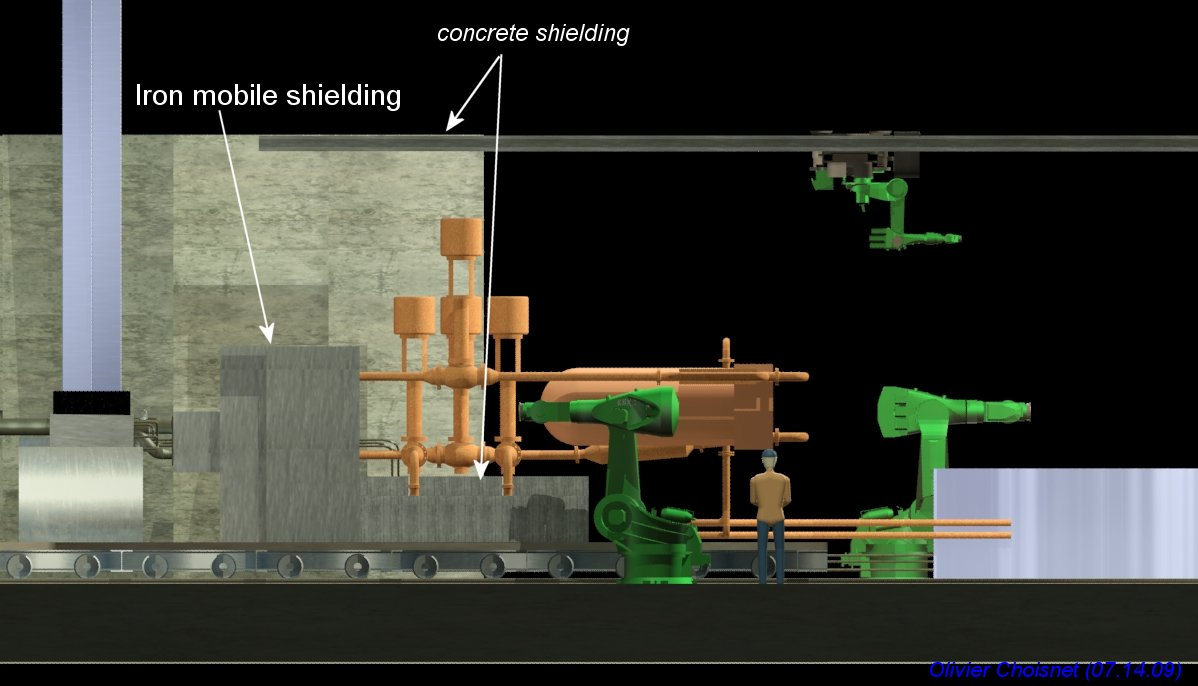 concrete shielding
Iron mobile shielding
Olivier Choisnet (07.14.09)